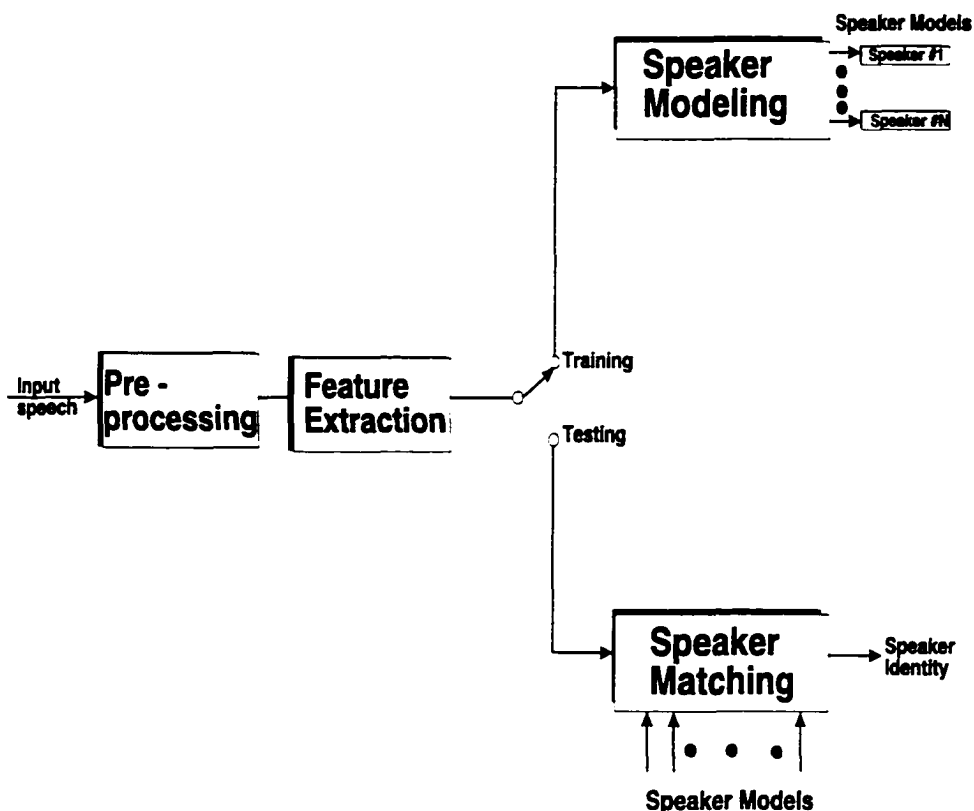 Speaker Models
Speaker #1
Speaker
Modeling
Speaker #N
Training
Input
speech
Pre -
processing
Feature
Extraction
Testing
Speaker
Matching
Speaker
Identity
Speaker Models